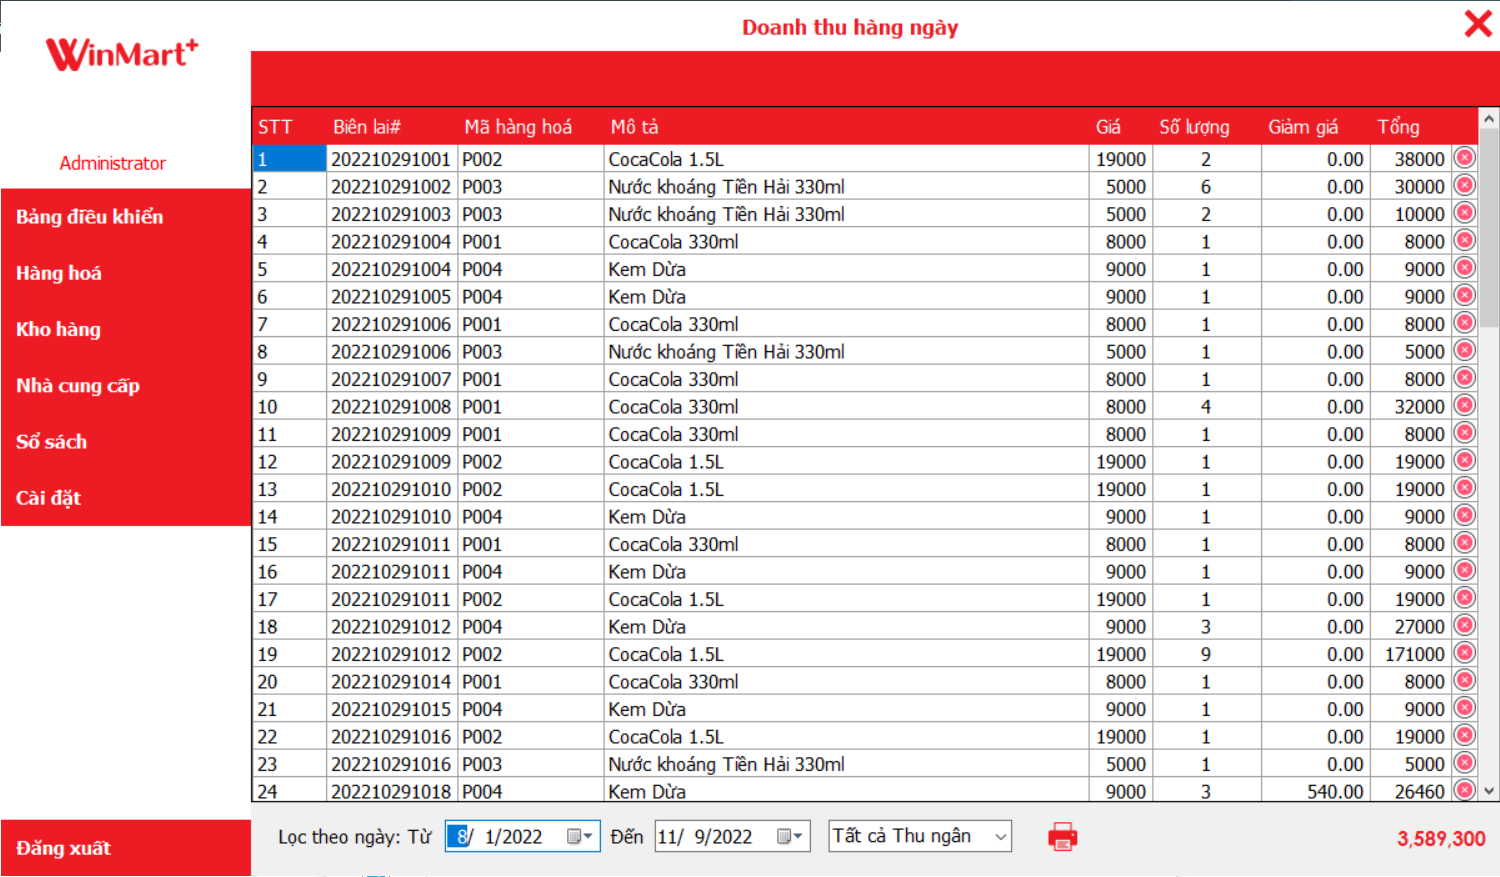 Doanh thu hàng ngày
WinMart+
Administrator
Bảng điều khiển
Hàng hoá
Kho hàng
Nhà cung cấp
Sổ sách
Cài đặt
Đăng xuất
STT Biên lai# Mã hàng hoá Mô tả Giá Số lượng Giảm giá Tổng
1 202210291001 P002 CocaCola 1.5L 19000 2 0.00 38000
2 202210291002 P003 Nước khoáng Tiền Hải 330ml 5000 6 0.00 30000
3 202210291003 P003 Nước khoáng Tiền Hải 330ml 5000 2 0.00 10000
4 202210291004 P001 CocaCola 330ml 8000 1 0.00 8000
5 202210291004 P004 Kem Dừa 9000 1 0.00 9000
6 202210291005 P004 Kem Dừa 9000 1 0.00 9000
7 202210291006 P001 CocaCola 330ml 8000 1 0.00 8000
8 202210291006 P003 Nước khoáng Tiền Hải 330ml 5000 1 0.00 5000
9 202210291007 P001 CocaCola 330ml 8000 1 0.00 8000
10 202210291008 P001 CocaCola 330ml 8000 4 0.00 32000
11 202210291009 P001 CocaCola 330ml 8000 1 0.00 8000
12 202210291009 P002 CocaCola 1.5L 19000 1 0.00 19000
13 202210291010 P002 CocaCola 1.5L 19000 1 0.00 19000
14 202210291010 P004 Kem Dừa 9000 1 0.00 9000
15 202210291011 P001 CocaCola 330ml 8000 1 0.00 8000
16 202210291011 P004 Kem Dừa 9000 1 0.00 9000
17 202210291011 P002 CocaCola 1.5L 19000 1 0.00 19000
18 202210291012 P004 Kem Dừa 9000 3 0.00 27000
19 202210291012 P002 CocaCola 1.5L 19000 9 0.00 171000
20 202210291014 P001 CocaCola 330ml 8000 1 0.00 8000
21 202210291015 P004 Kem Dừa 9000 1 0.00 9000
22 202210291016 P002 CocaCola 1.5L 19000 1 0.00 19000
23 202210291016 P003 Nước khoáng Tiền Hải 330ml 5000 1 0.00 5000
24 202210291018 P004 Kem Dừa 9000 3 540.00 26460
Lọc theo ngày: Từ 8/ 1/2022 Đến 11/ 9/2022 Tất cả Thu ngân 3,589,300